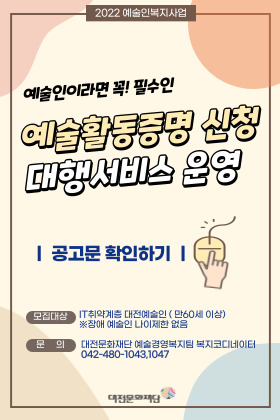 2022 예술인복지사업
예술인이라면 꼭! 필수인
예술활동증명 신청
대행서비스 운영
| 공고문 확인하기 |
모집대상 IT취약계층 대전예술인 ( 만60세 이상)
※장애 예술인 나이제한 없음
문 의 대전문화재단 예술경영복지팀 복지코디네이터
042-480-1043,1047
대전문화재단